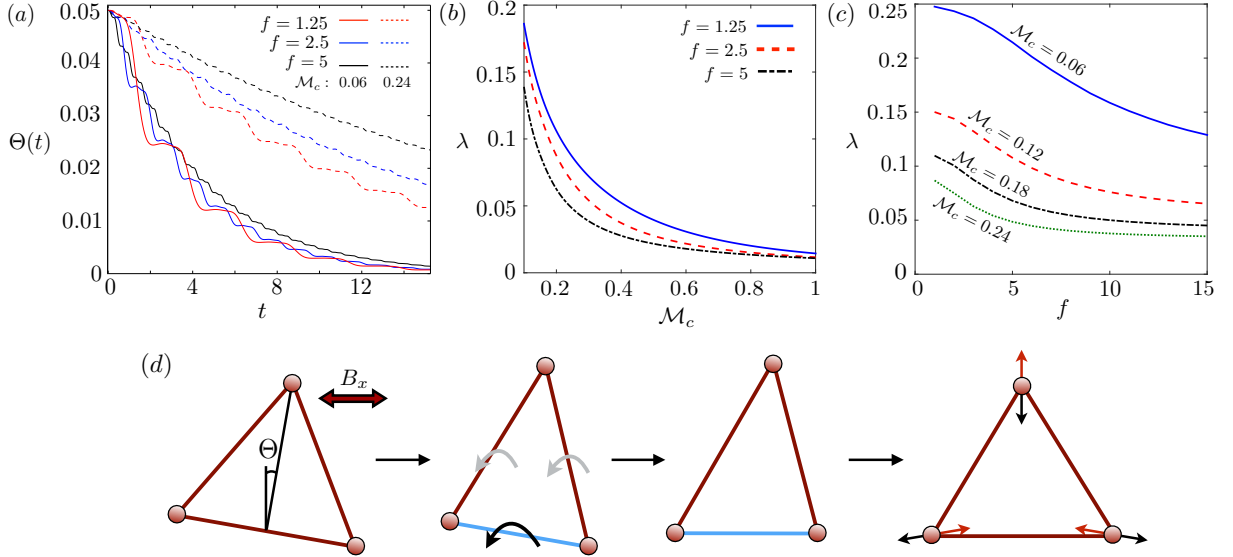 (a)
f = 1.25
f = 2.5
f = 5
ℳc : 0.06 0.24
0.05
0.04
0.03
0.02
0.01
0
Θ(t)
0 4 8 12
t
(b)
f = 1.25
f = 2.5
f = 5
0.2
0.15
0.1
0.05
0
λ
0.2 0.4 0.6 0.8 1
ℳc
(c)
0.25
0.2
0.15
0.1
0.05
0
λ
ℳc = 0.06
ℳc = 0.12
ℳc = 0.18
ℳc = 0.24
0 5 10 15
f
(d)
Bx
Θ